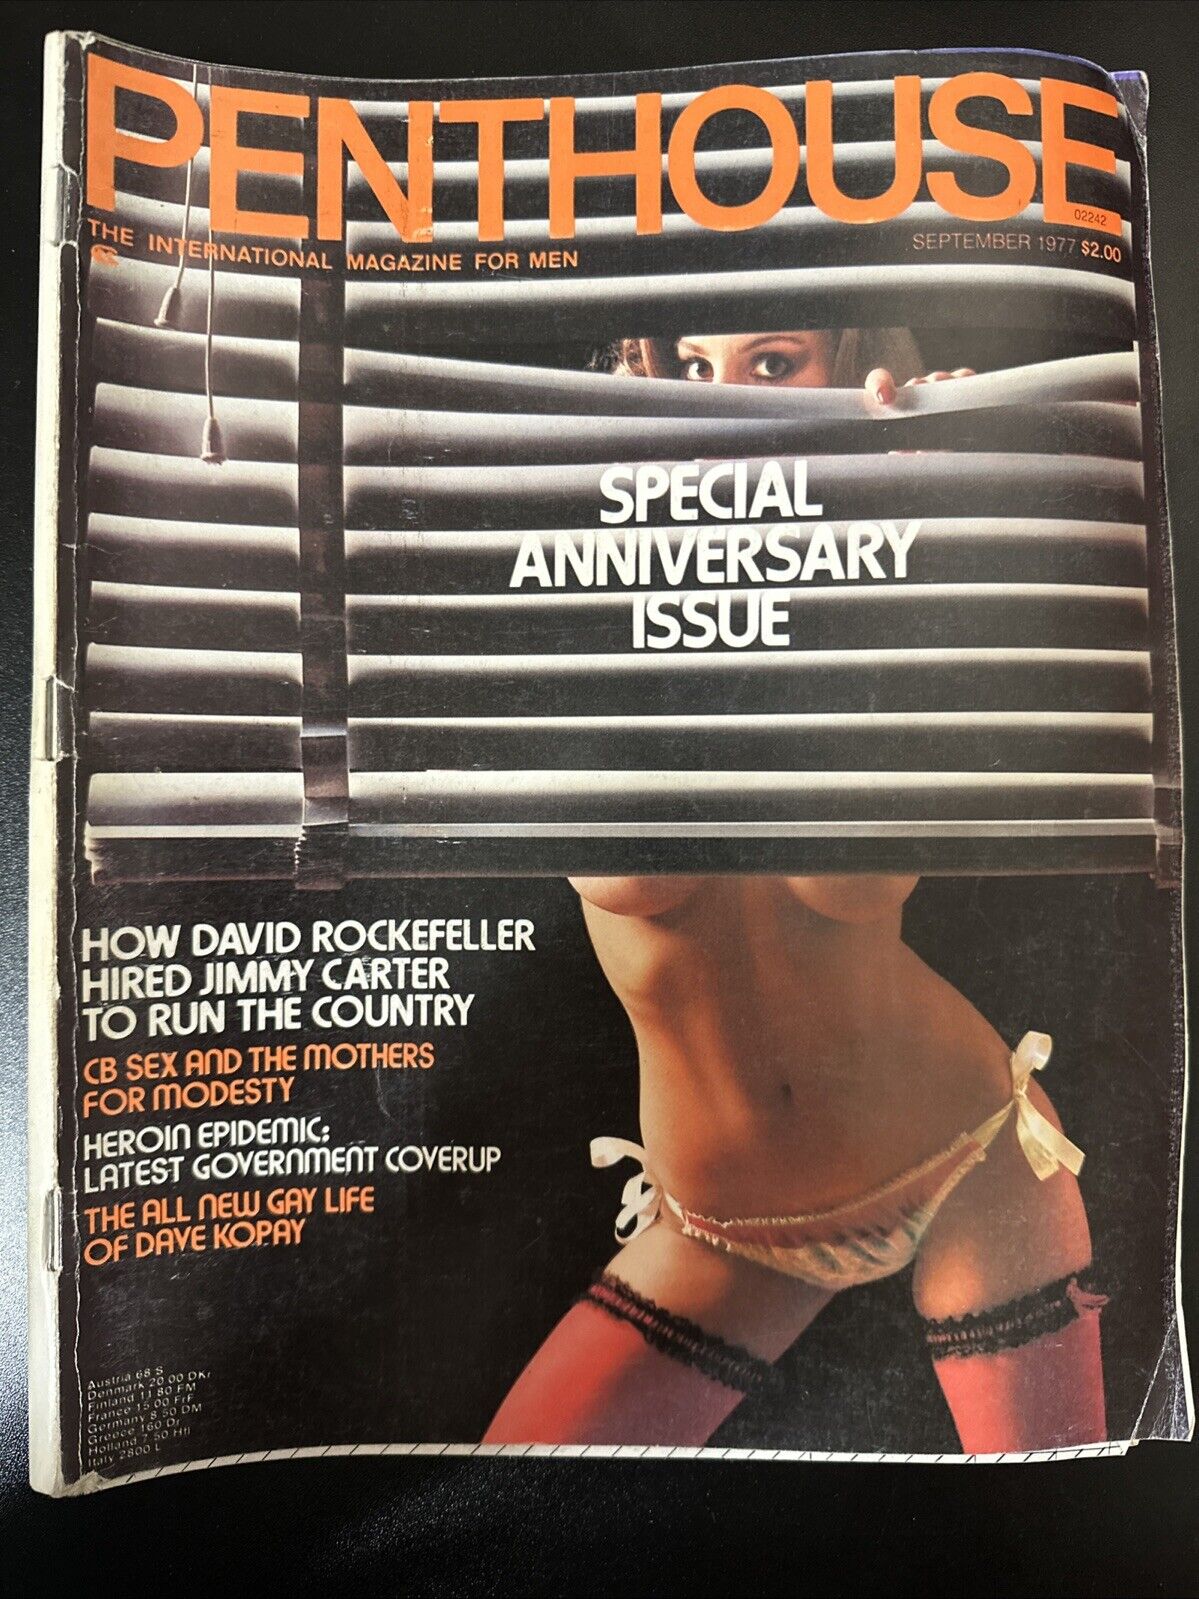 PENTHOUSE
02242
THE INTERNATIONAL MAGAZINE FOR MEN
SEPTEMBER 1977 $2.00
SPECIAL
ANNIVERSARY
ISSUE
HOW DAVID ROCKEFELLER
HIRED JIMMY CARTER
TO RUN THE COUNTRY
CB SEX AND THE MOTHERS
FOR MODESTY
HEROIN EPIDEMIC:
LATEST GOVERNMENT COVERUP
THE ALL NEW GAY LIFE
OF DAVE KOPAY
Austria 68 S
Denmark 20 00 DKr
Finland 11 80 FM
France 15 00 FrF
Germany 8 50 DM
Greece 160 Dr
Holland 7 50 Hfl
Italy 2800 L